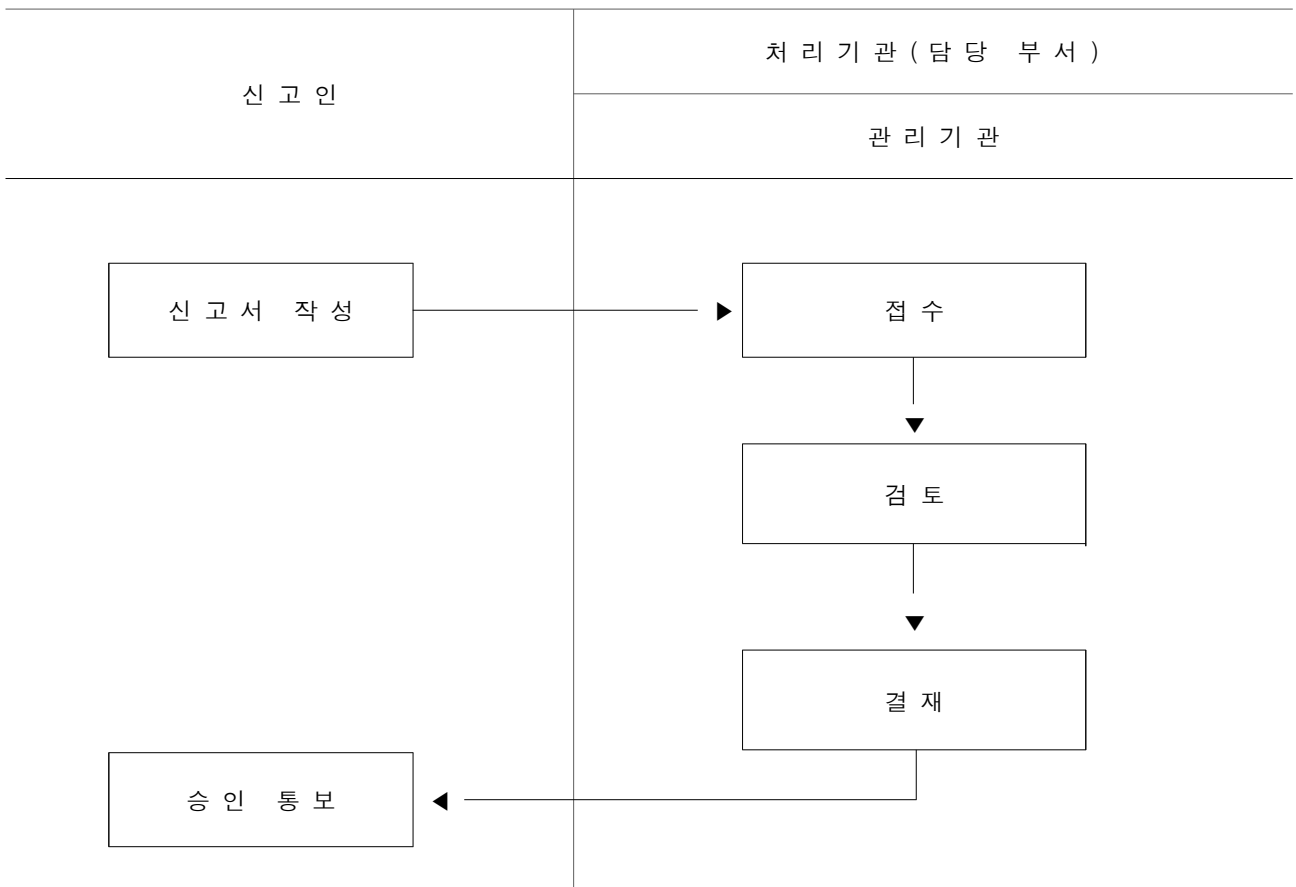 처리기관(담당 부서)
신고인
관리기관
신고서 작성
접수
검토
결재
승인 통보